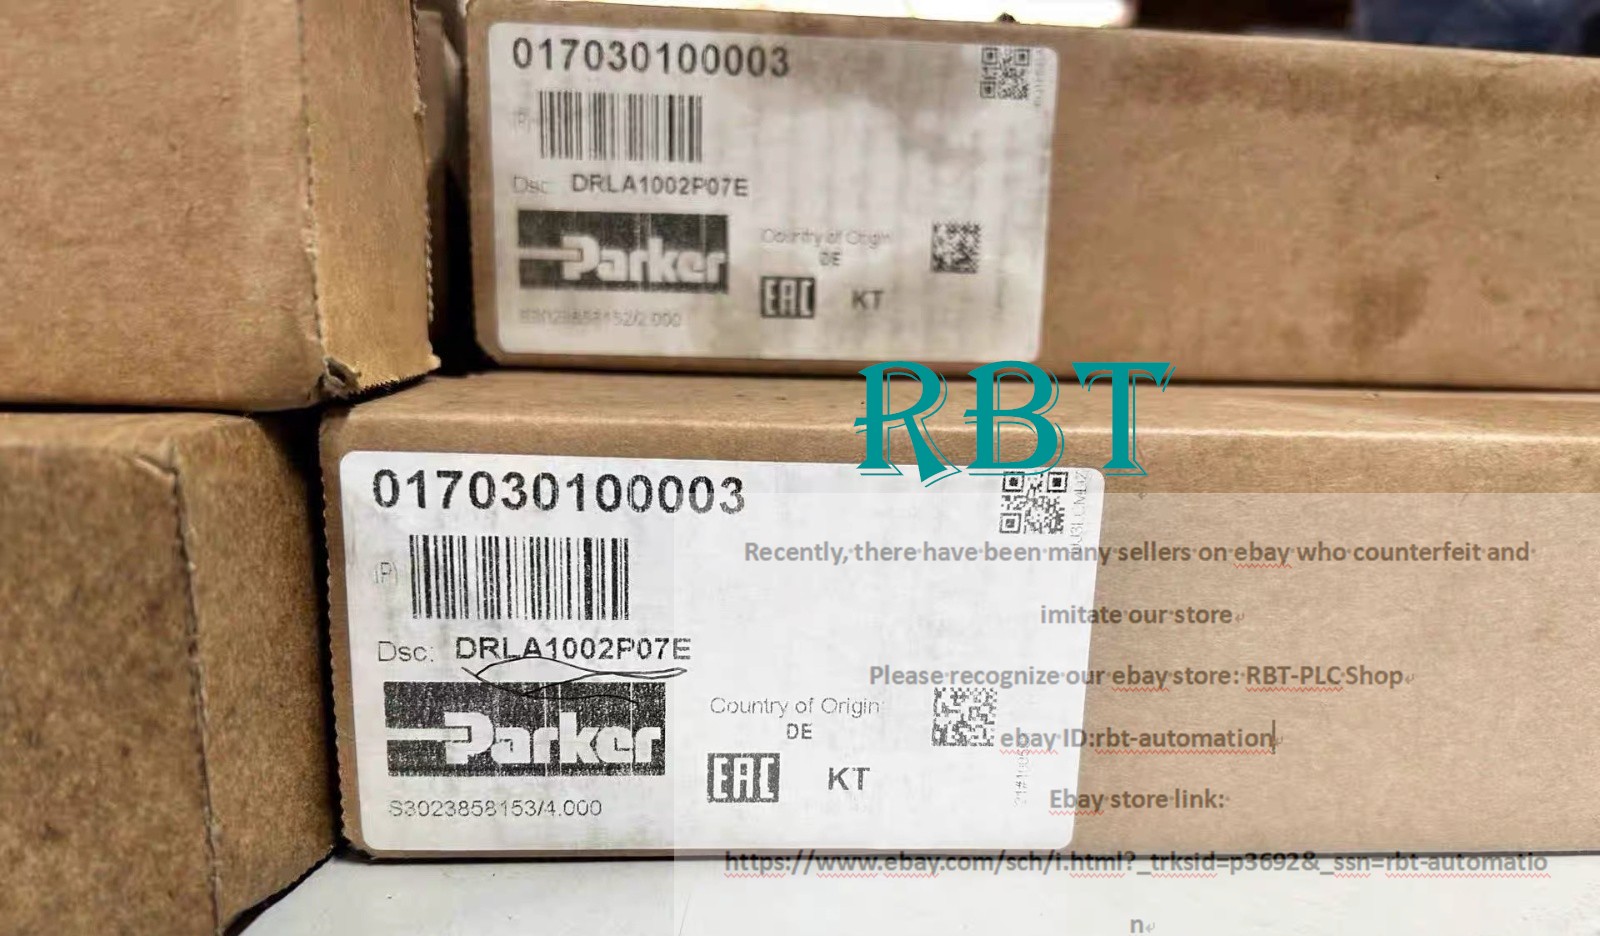 017030100003
(P)
Dsc: DRLA1002P07E
Parker
Country of Origin
DE
EAC KT
RBT
017030100003
(P)
Dsc: DRLA1002P07E
Parker
Country of Origin
DE
EAC KT
S3023858153/4.000
Recently, there have been many sellers on ebay who counterfeit and
imitate our store
Please recognize our ebay store: RBT-PLC Shop
ebay ID:rbt-automation
Ebay store link:
https://www.ebay.com/sch/i.html?_trksid=p3692&_ssn=rbt-automatio
n